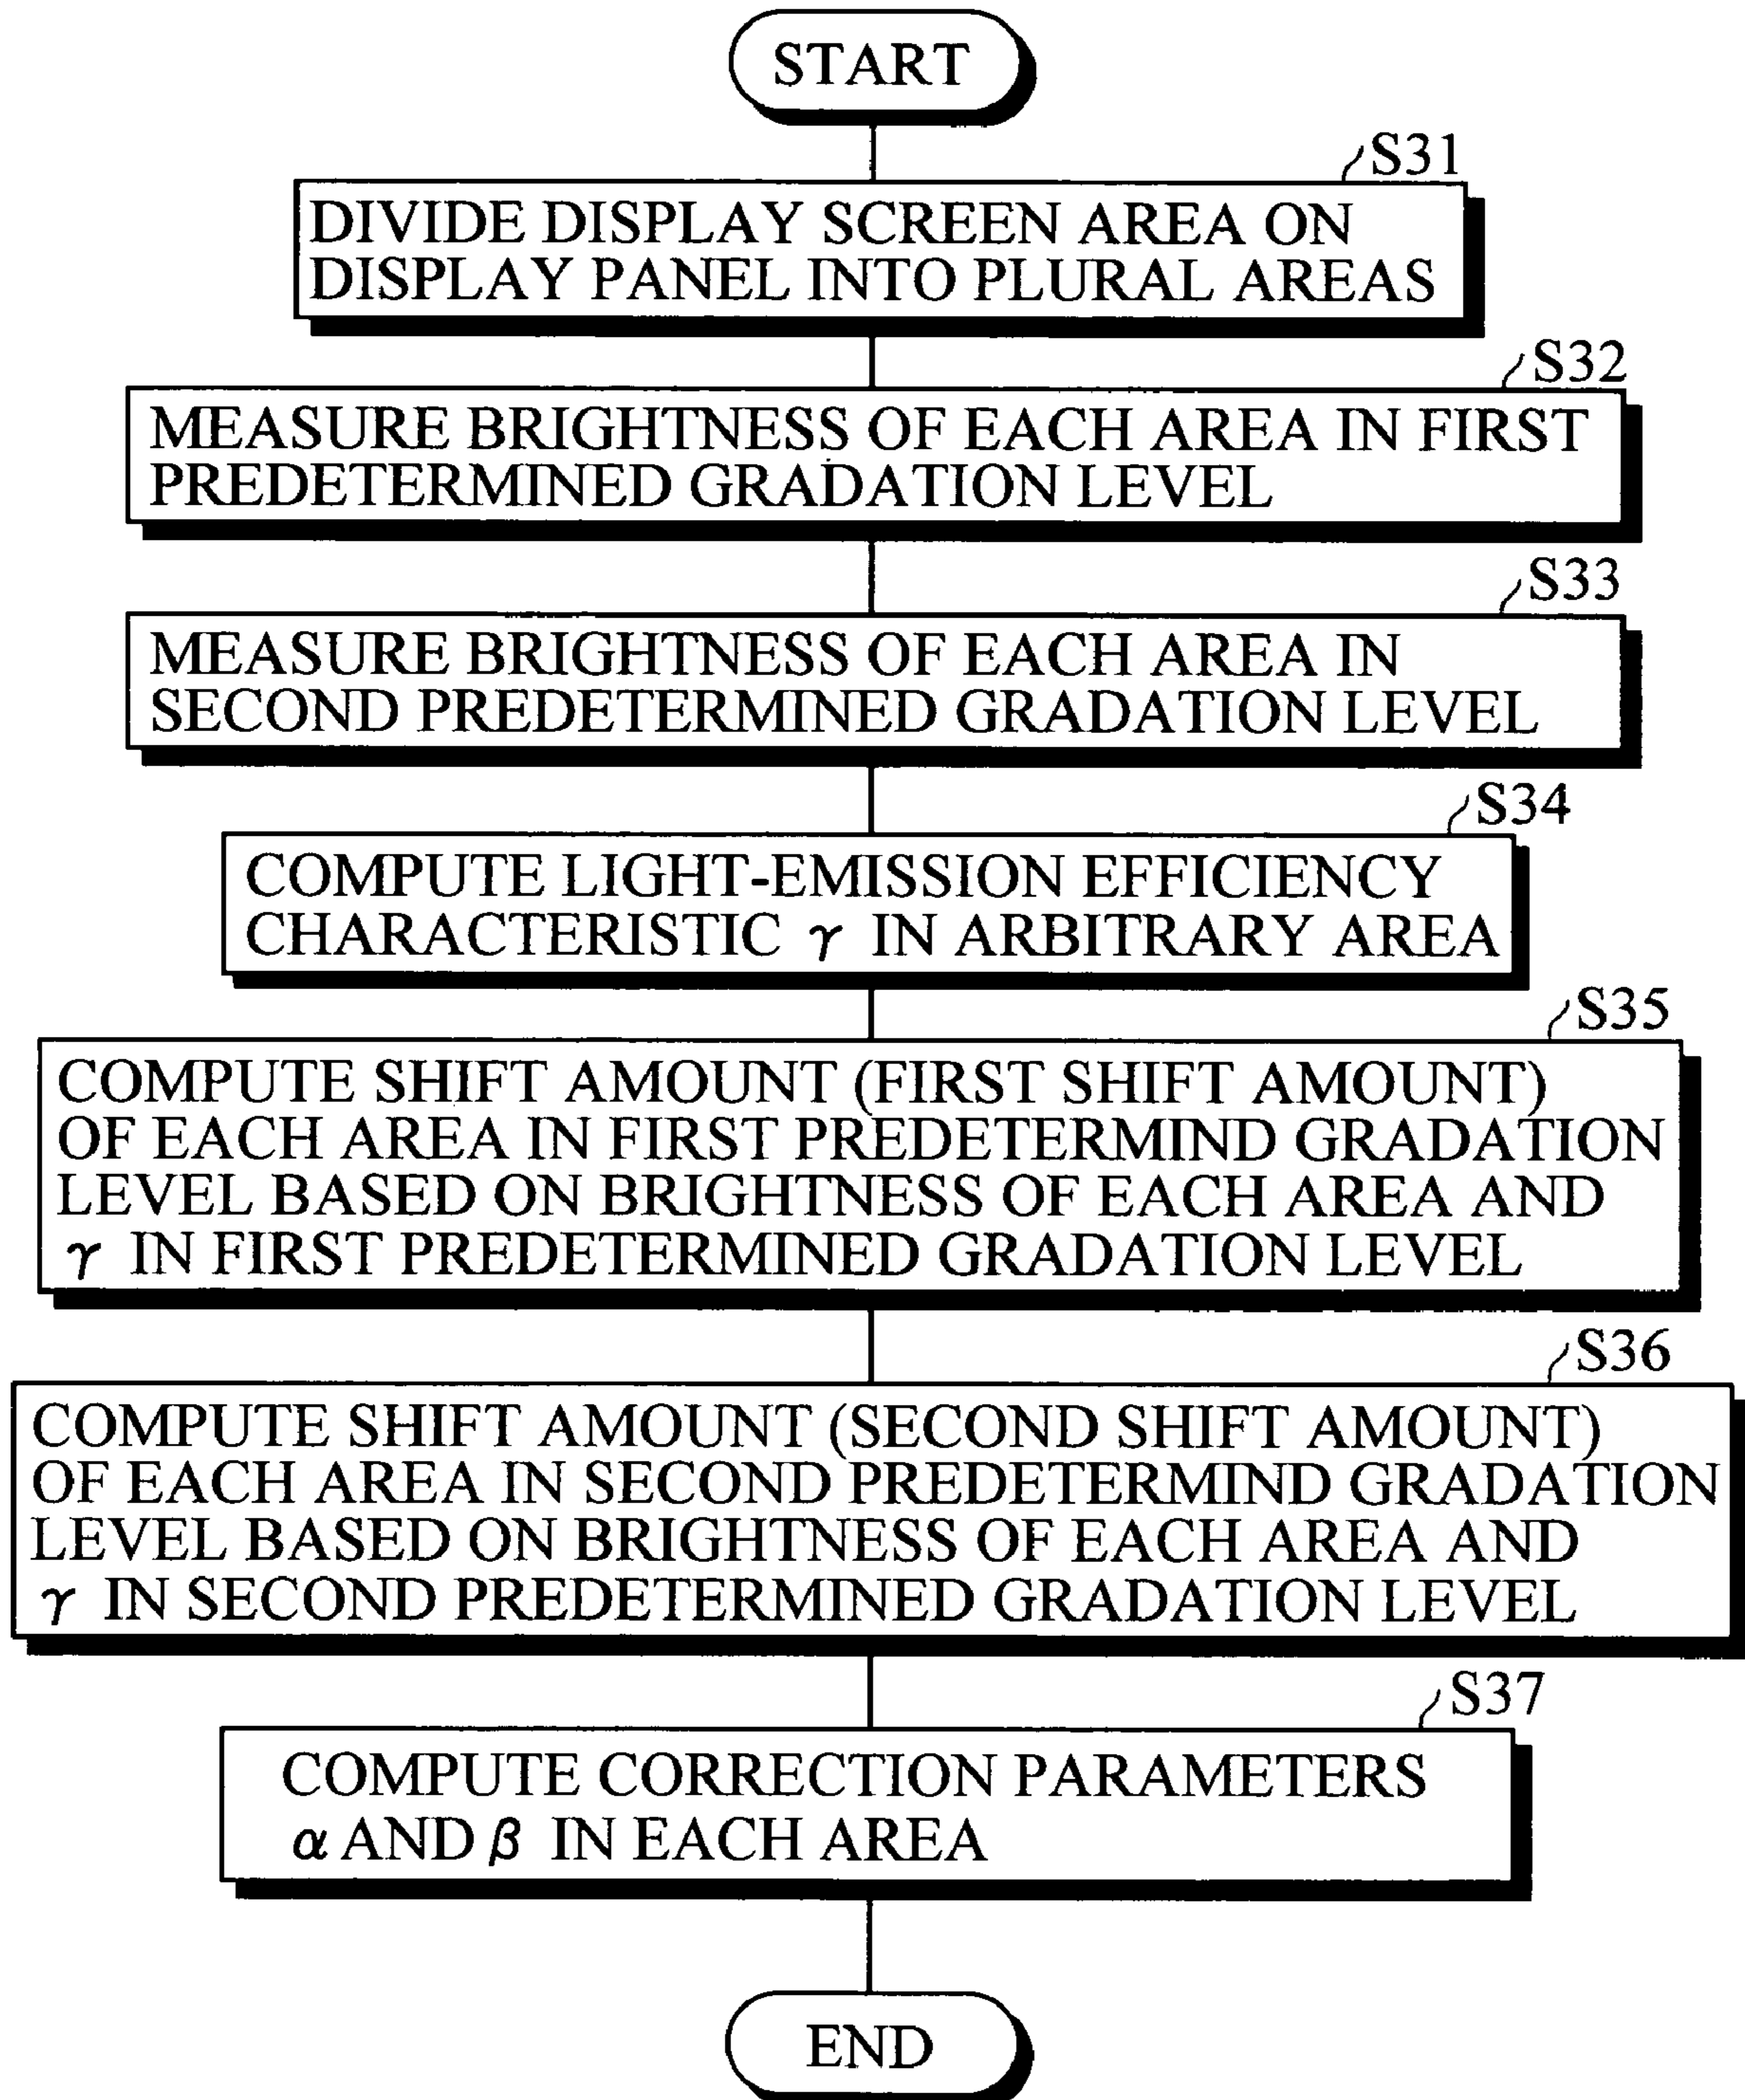 START
S31
DIVIDE DISPLAY SCREEN AREA ON
DISPLAY PANEL INTO PLURAL AREAS
S32
MEASURE BRIGHTNESS OF EACH AREA IN FIRST
PREDETERMINED GRADATION LEVEL
S33
MEASURE BRIGHTNESS OF EACH AREA IN
SECOND PREDETERMINED GRADATION LEVEL
S34
COMPUTE LIGHT-EMISSION EFFICIENCY
CHARACTERISTIC γ IN ARBITRARY AREA
S35
COMPUTE SHIFT AMOUNT (FIRST SHIFT AMOUNT)
OF EACH AREA IN FIRST PREDETERMIND GRADATION
LEVEL BASED ON BRIGHTNESS OF EACH AREA AND
γ IN FIRST PREDETERMINED GRADATION LEVEL
S36
COMPUTE SHIFT AMOUNT (SECOND SHIFT AMOUNT)
OF EACH AREA IN SECOND PREDETERMIND GRADATION
LEVEL BASED ON BRIGHTNESS OF EACH AREA AND
γ IN SECOND PREDETERMINED GRADATION LEVEL
S37
COMPUTE CORRECTION PARAMETERS
α AND β IN EACH AREA
END